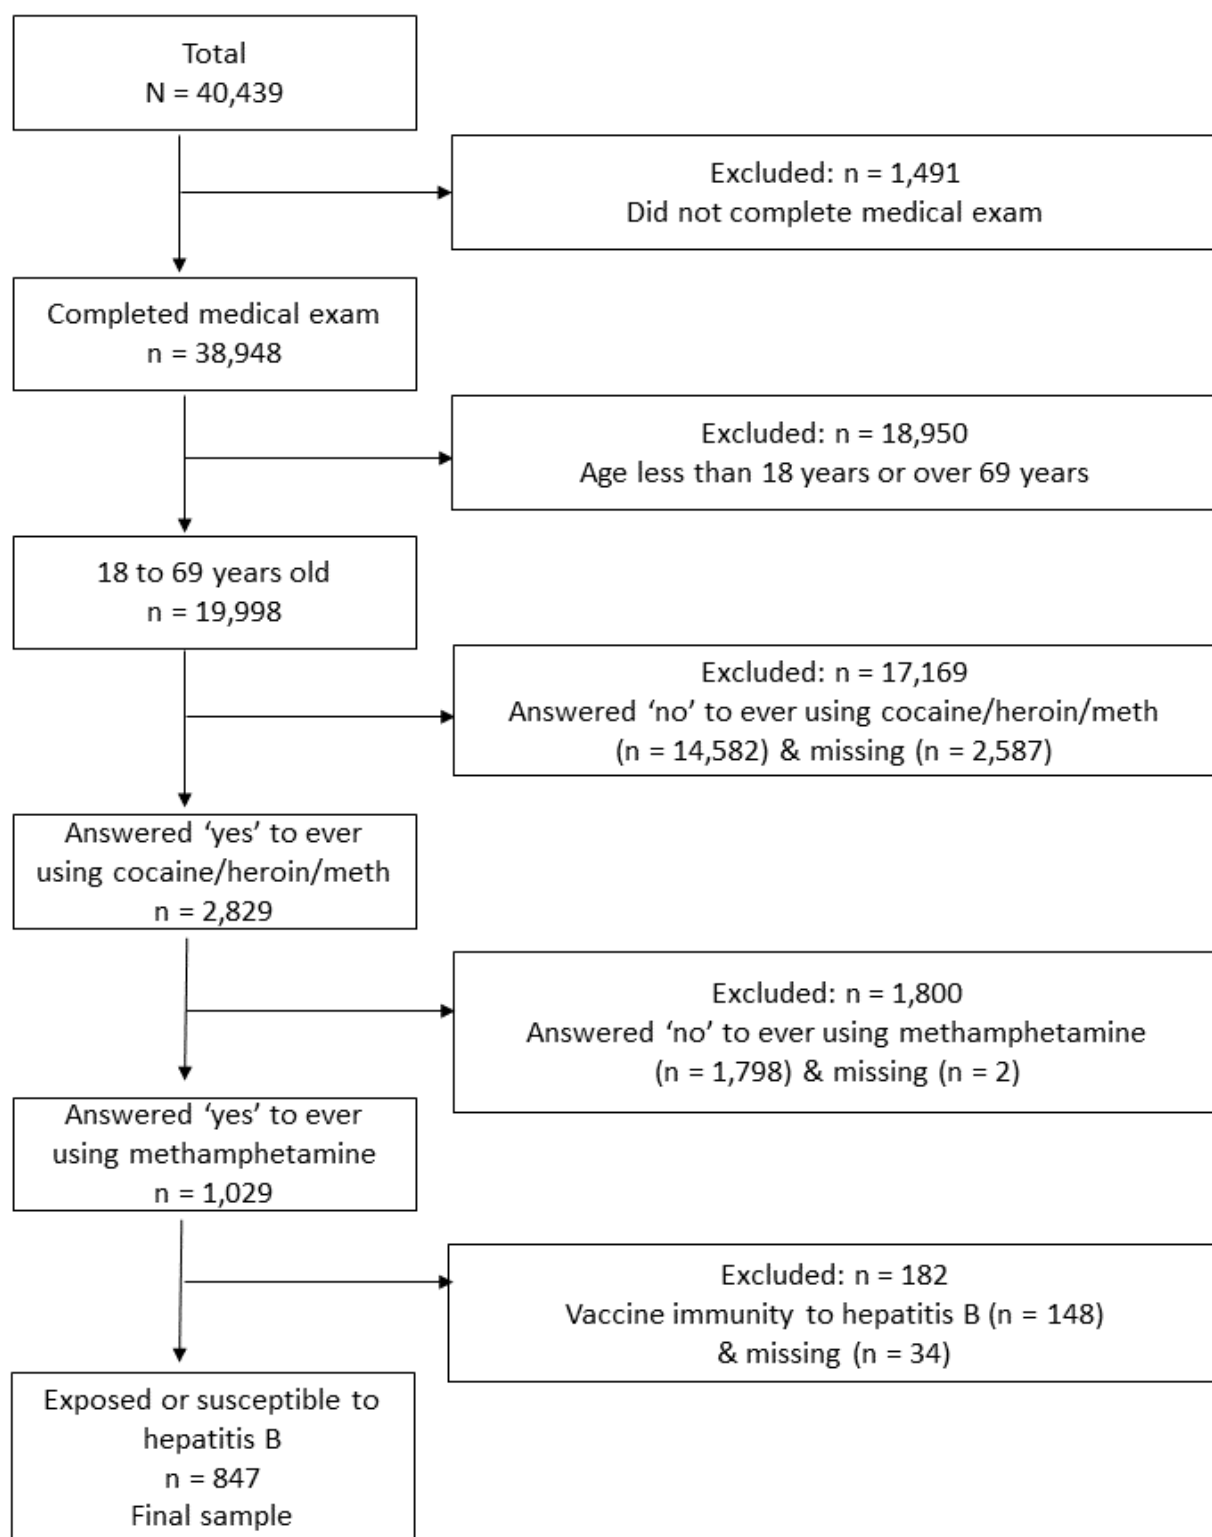 Total
N = 40,439
Excluded: n = 1,491
Did not complete medical exam
Completed medical exam
n = 38,948
Excluded: n = 18,950
Age less than 18 years or over 69 years
18 to 69 years old
n = 19,998
Excluded: n = 17,169
Answered ‘no’ to ever using cocaine/heroin/meth
(n = 14,582) & missing (n = 2,587)
Answered ‘yes’ to ever
using cocaine/heroin/meth
n = 2,829
Excluded: n = 1,800
Answered ‘no’ to ever using methamphetamine
(n = 1,798) & missing (n = 2)
Answered ‘yes’ to ever
using methamphetamine
n = 1,029
Excluded: n = 182
Vaccine immunity to hepatitis B (n = 148)
& missing (n = 34)
Exposed or susceptible to
hepatitis B
n = 847
Final sample